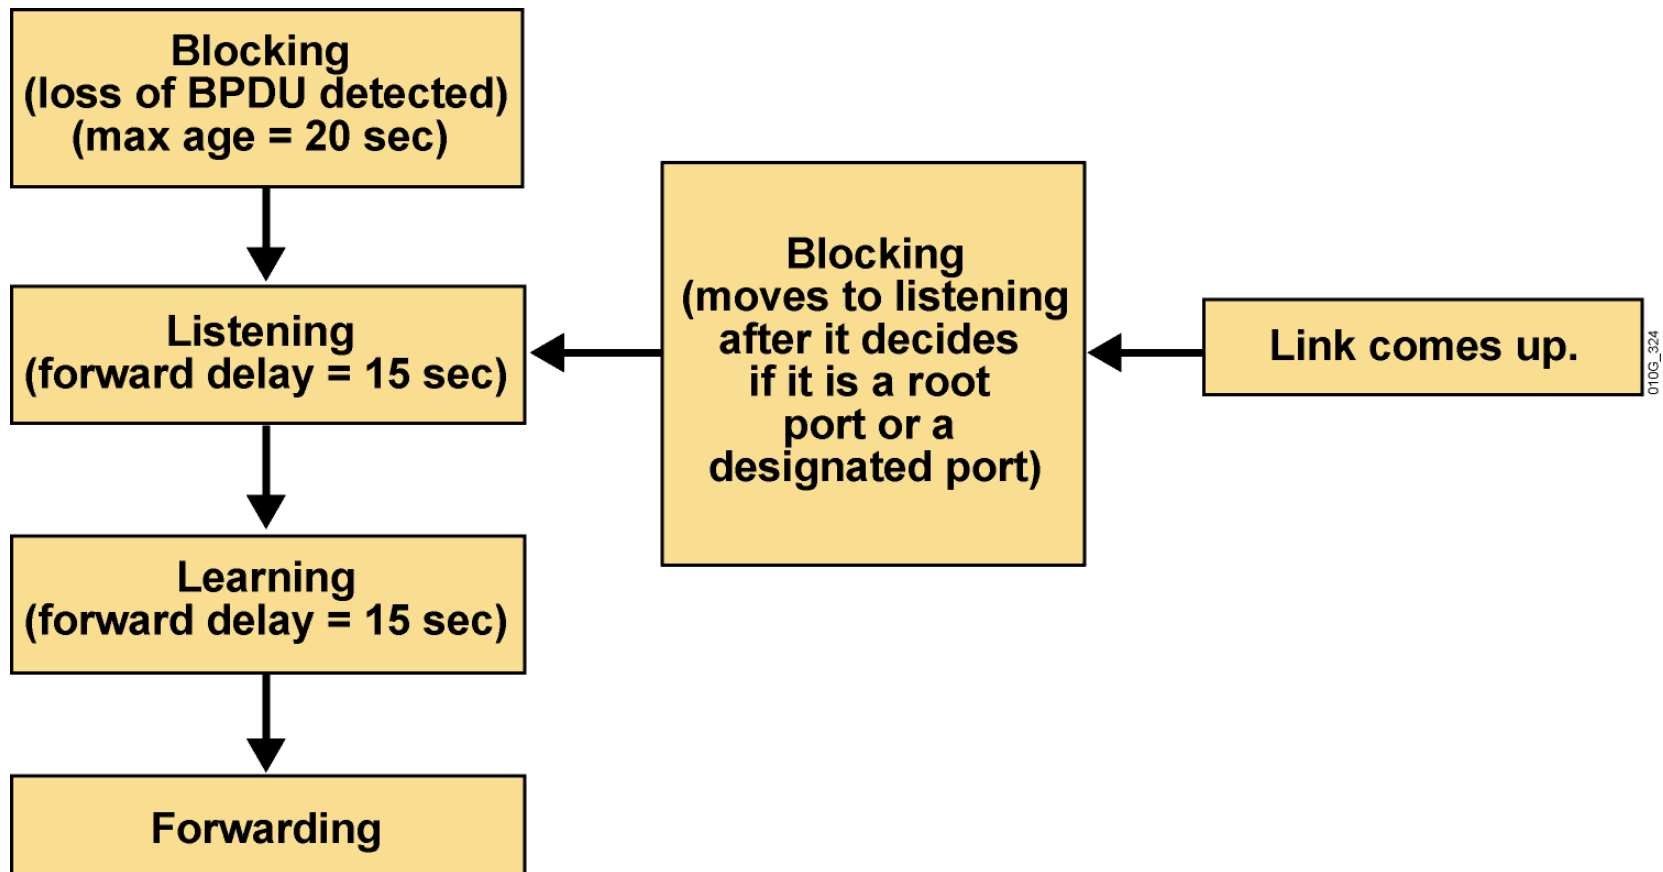 Blocking
(loss of BPDU detected)
(max age = 20 sec)
Listening
(forward delay = 15 sec)
Learning
(forward delay = 15 sec)
Forwarding
Blocking
(moves to listening
after it decides
if it is a root
port or a
designated port)
Link comes up.
010G_324